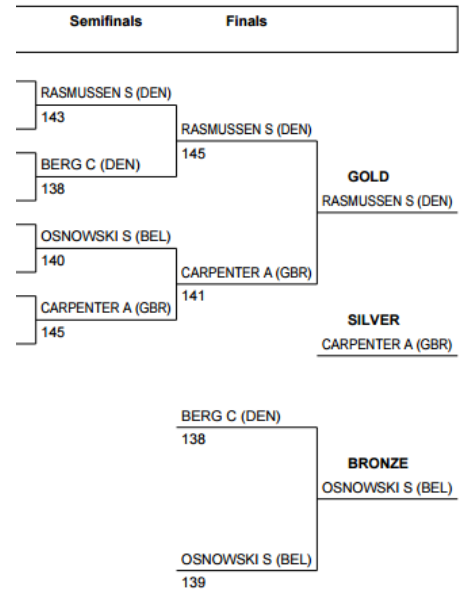 Semifinals Finals
RASMUSSEN S (DEN)
143
RASMUSSEN S (DEN)
145
BERG C (DEN)
138
GOLD
RASMUSSEN S (DEN)
OSNOWSKI S (BEL)
140
CARPENTER A (GBR)
141
CARPENTER A (GBR)
145
SILVER
CARPENTER A (GBR)
BERG C (DEN)
138
BRONZE
OSNOWSKI S (BEL)
OSNOWSKI S (BEL)
139